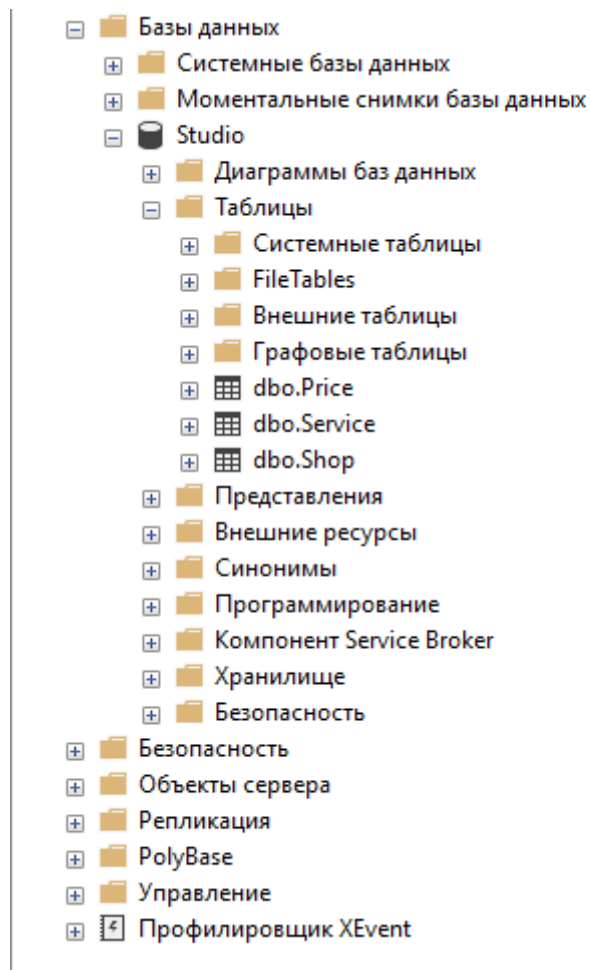 Базы данных
Системные базы данных
Моментальные снимки базы данных
Studio
Диаграммы баз данных
Таблицы
Системные таблицы
FileTables
Внешние таблицы
Графовые таблицы
dbo.Price
dbo.Service
dbo.Shop
Представления
Внешние ресурсы
Синонимы
Программирование
Компонент Service Broker
Хранилище
Безопасность
Безопасность
Объекты сервера
Репликация
PolyBase
Управление
Профилировщик XEvent